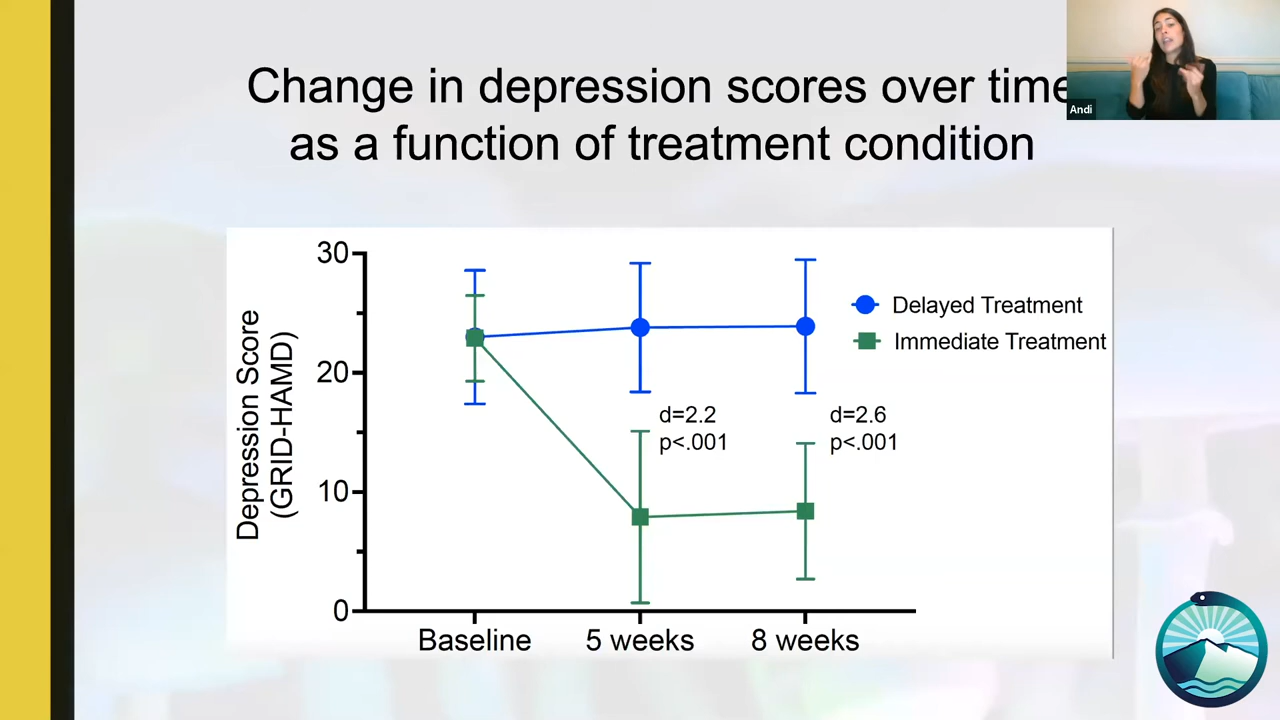 Change in depression scores over time
as a function of treatment condition
Andi
Depression Score
(GRID-HAMD)
30
20
10
0
Delayed Treatment
Immediate Treatment
d=2.2
p<.001
d=2.6
p<.001
Baseline
5 weeks
8 weeks